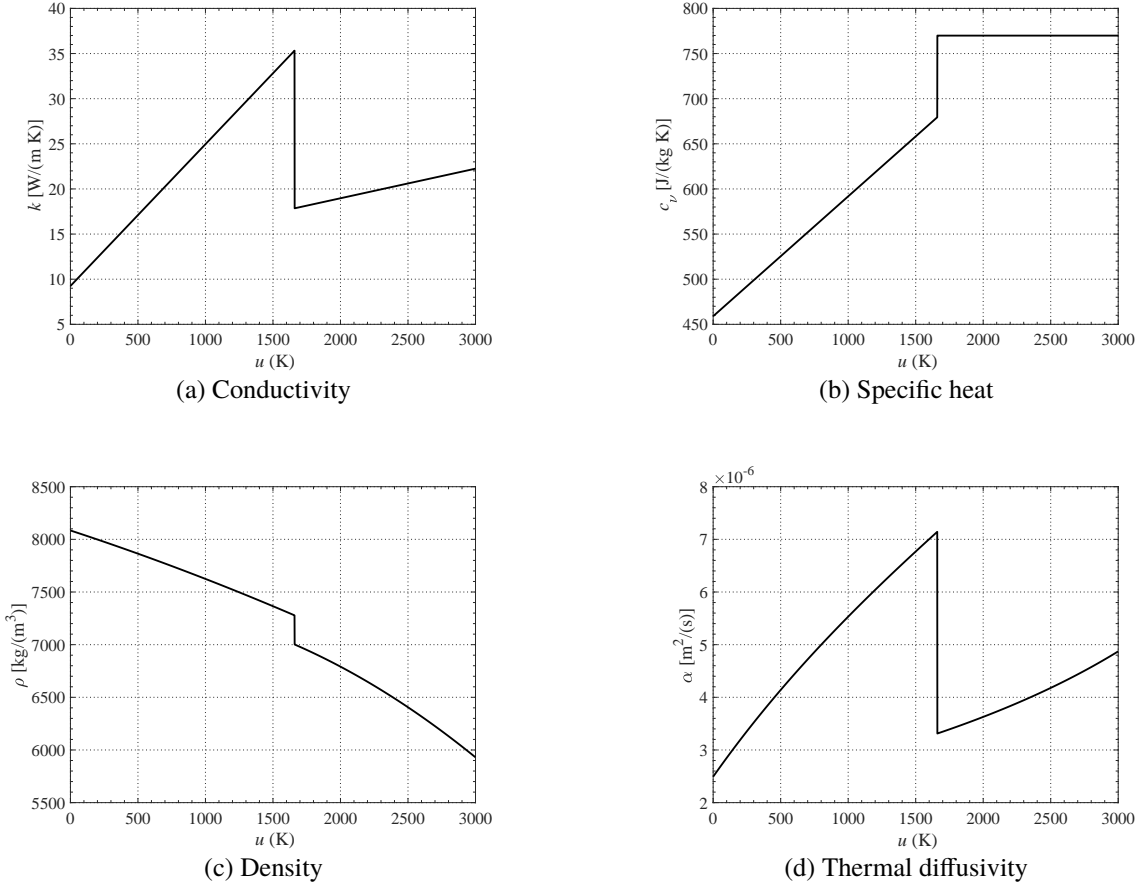 40
35
30
25
20
15
10
5
k [W/(m K)]
0 500 1000 1500 2000 2500 3000
u (K)
(a) Conductivity
800
750
700
650
600
550
500
450
c_ν [J/(kg K)]
0 500 1000 1500 2000 2500 3000
u (K)
(b) Specific heat
8500
8000
7500
7000
6500
6000
5500
ρ [kg/(m³)]
0 500 1000 1500 2000 2500 3000
u (K)
(c) Density
×10⁻⁶
8
7
6
5
4
3
2
α [m²/(s)]
0 500 1000 1500 2000 2500 3000
u (K)
(d) Thermal diffusivity